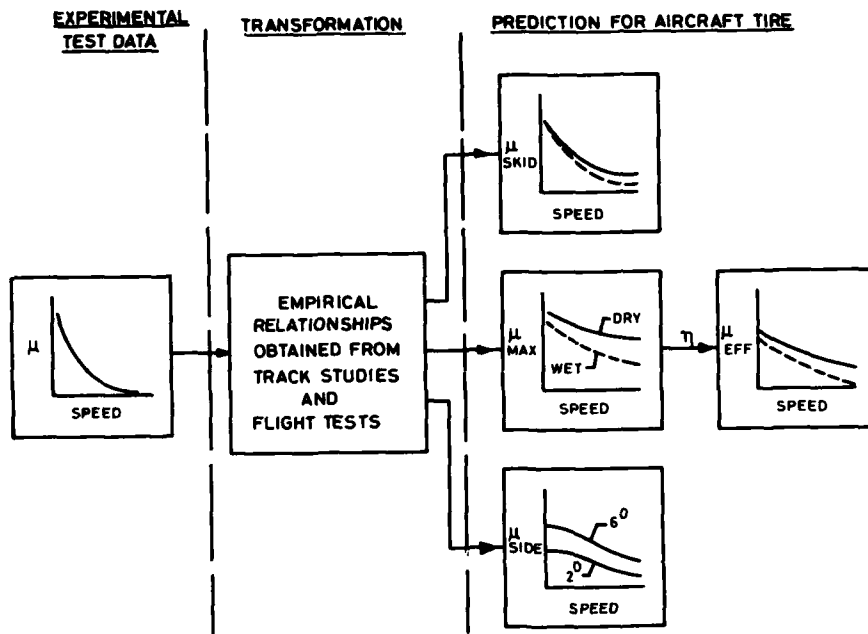 EXPERIMENTAL
TEST DATA
TRANSFORMATION
PREDICTION FOR AIRCRAFT TIRE
μ
SPEED
EMPIRICAL
RELATIONSHIPS
OBTAINED FROM
TRACK STUDIES
AND
FLIGHT TESTS
μ
SKID
SPEED
μ
MAX
DRY
WET
SPEED
η
μ
EFF
SPEED
μ
SIDE
6°
2°
SPEED